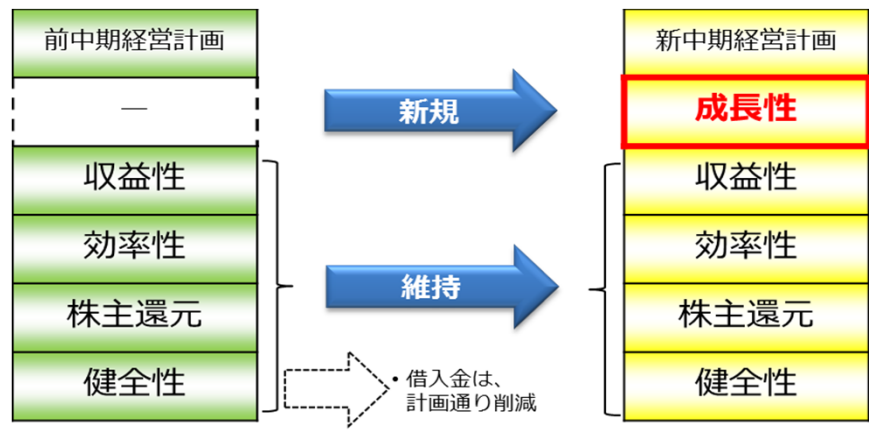 前中期経営計画
新中期経営計画
—
新規
成長性
収益性
収益性
効率性
維持
効率性
株主還元
株主還元
健全性
・借入金は、
計画通り削減
健全性